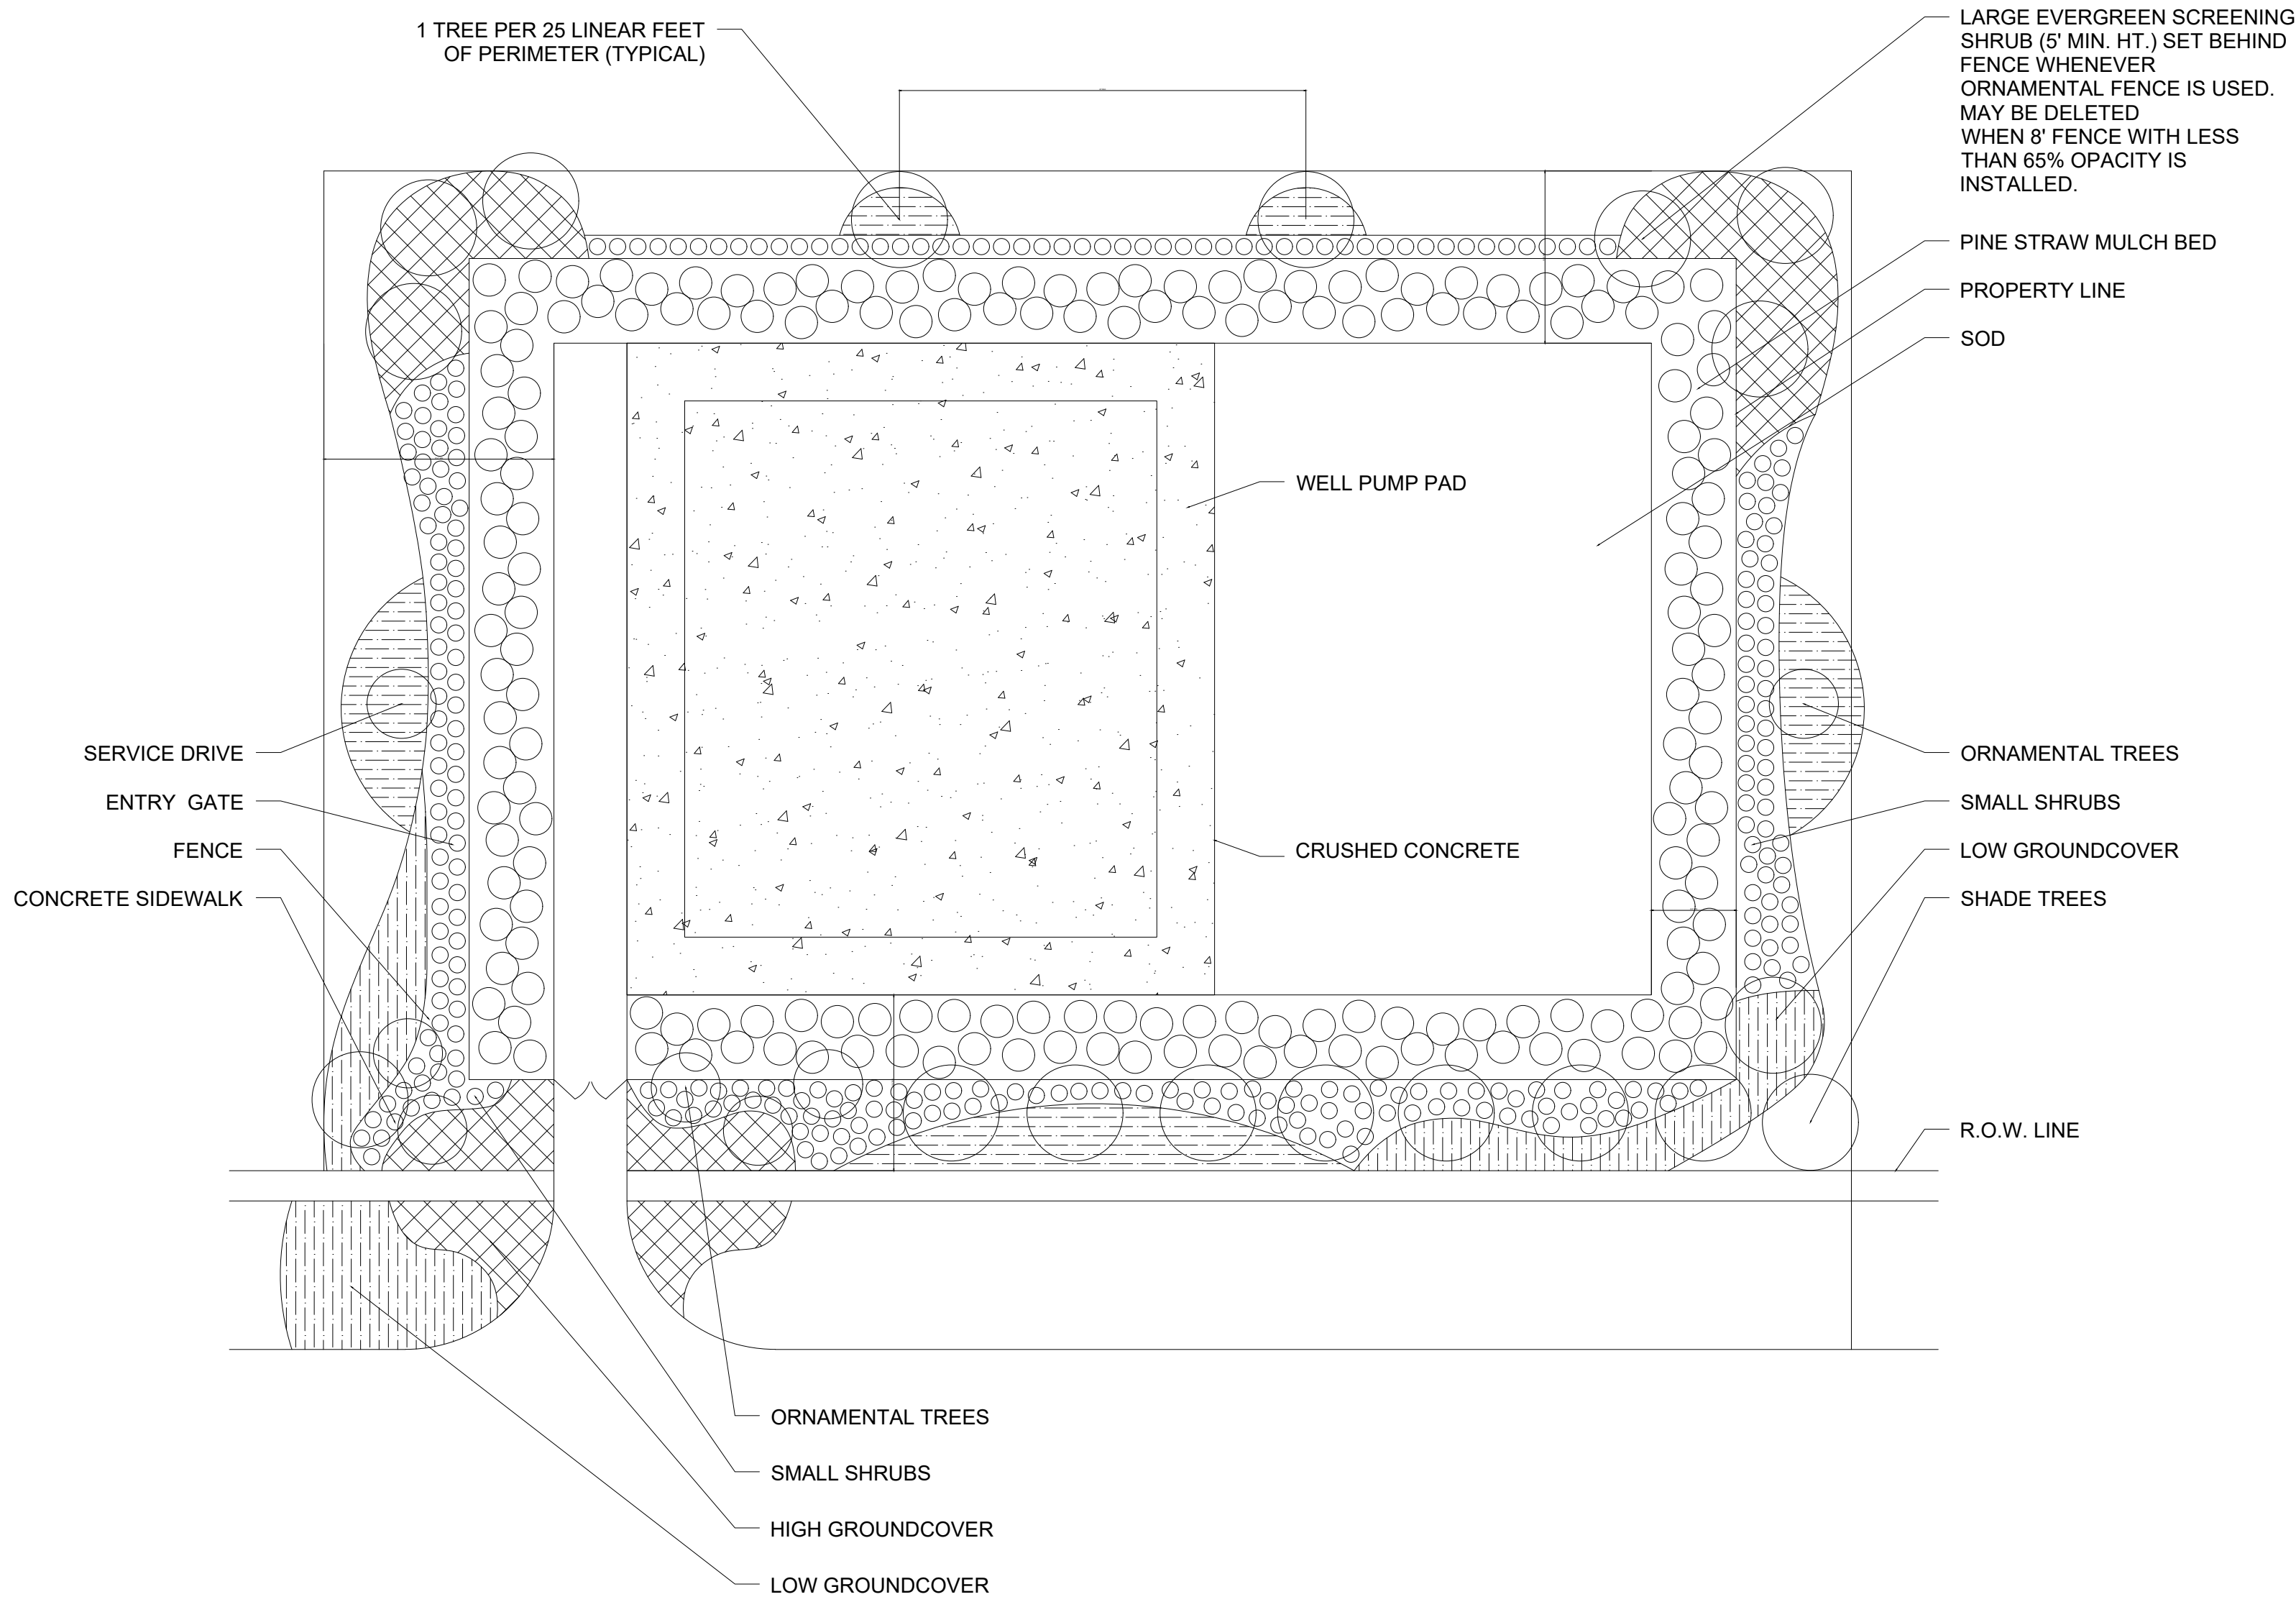 1 TREE PER 25 LINEAR FEET
OF PERIMETER (TYPICAL)
LARGE EVERGREEN SCREENING
SHRUB (5' MIN. HT.) SET BEHIND
FENCE WHENEVER
ORNAMENTAL FENCE IS USED.
MAY BE DELETED
WHEN 8' FENCE WITH LESS
THAN 65% OPACITY IS
INSTALLED.
PINE STRAW MULCH BED
PROPERTY LINE
SOD
WELL PUMP PAD
CRUSHED CONCRETE
SERVICE DRIVE
ENTRY GATE
FENCE
CONCRETE SIDEWALK
ORNAMENTAL TREES
SMALL SHRUBS
LOW GROUNDCOVER
SHADE TREES
R.O.W. LINE
ORNAMENTAL TREES
SMALL SHRUBS
HIGH GROUNDCOVER
LOW GROUNDCOVER